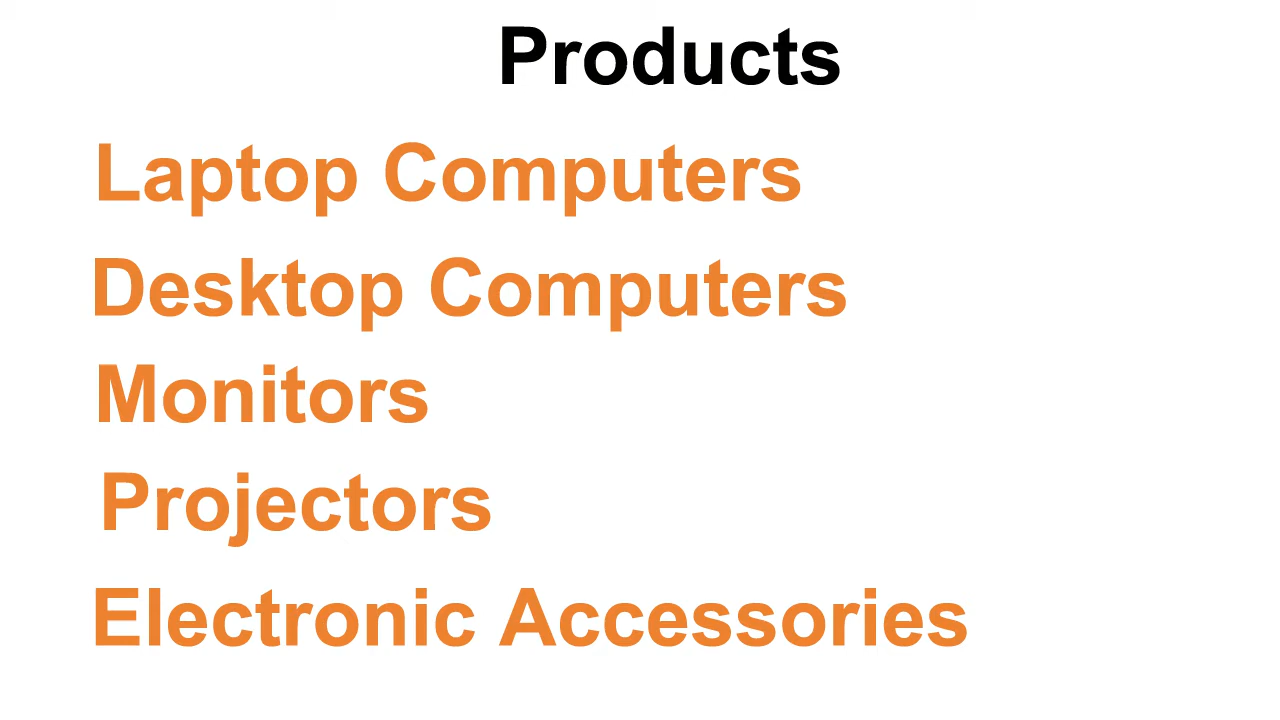 Products
Laptop Computers
Desktop Computers
Monitors
Projectors
Electronic Accessories